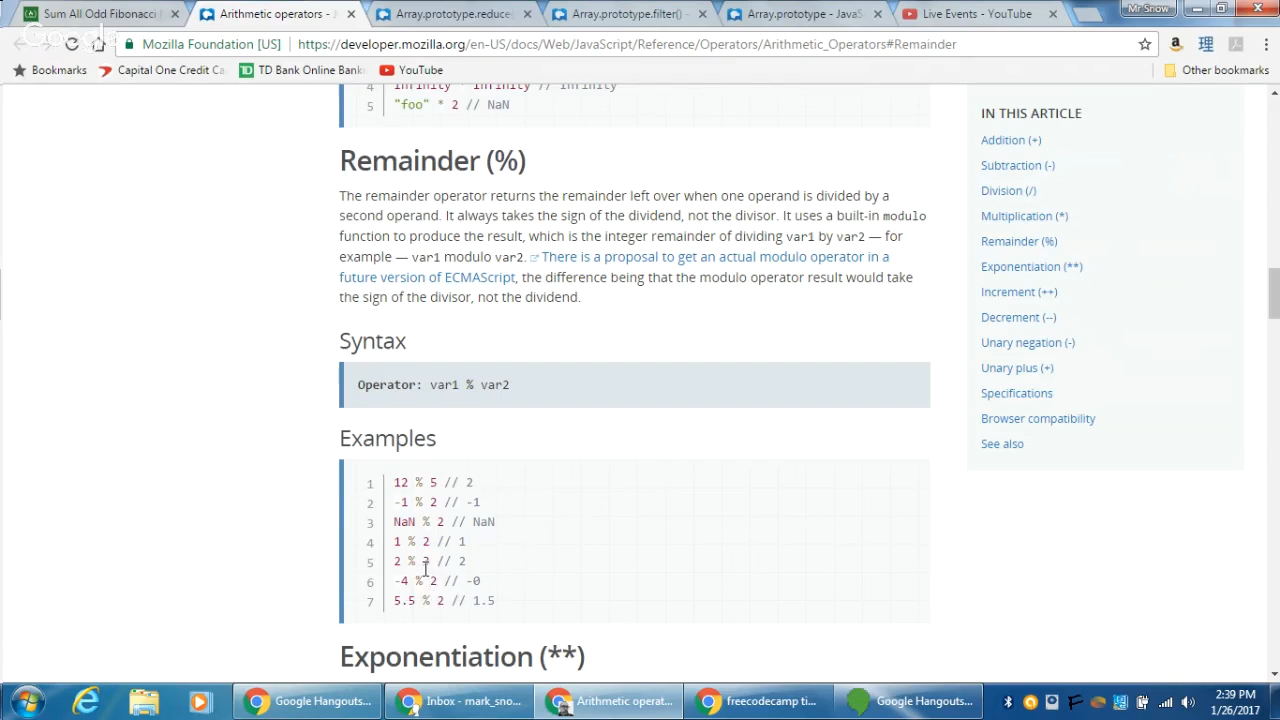 Sum All Odd Fibonacci
Arithmetic operators - J
Array.prototype.reduce
Array.prototype.filter() -
Array.prototype - JavaS
Live Events - YouTube
Mr Snow
Google
Mozilla Foundation [US]
https://developer.mozilla.org/en-US/docs/Web/JavaScript/Reference/Operators/Arithmetic_Operators#Remainder
理
Bookmarks
Capital One Credit Ca
TD Bank Online Bank
YouTube
Other bookmarks
4 Infinity * Infinity // Infinity
5 "foo" * 2 // NaN
Remainder (%)
The remainder operator returns the remainder left over when one operand is divided by a
second operand. It always takes the sign of the dividend, not the divisor. It uses a built-in modulo
function to produce the result, which is the integer remainder of dividing var1 by var2 — for
example — var1 modulo var2. There is a proposal to get an actual modulo operator in a
future version of ECMAScript, the difference being that the modulo operator result would take
the sign of the divisor, not the dividend.
Syntax
Operator: var1 % var2
Examples
1 12 % 5 // 2
2 -1 % 2 // -1
3 NaN % 2 // NaN
4 1 % 2 // 1
5 2 % 3 // 2
6 -4 % 2 // -0
7 5.5 % 2 // 1.5
Exponentiation (**)
IN THIS ARTICLE
Addition (+)
Subtraction (-)
Division (/)
Multiplication (*)
Remainder (%)
Exponentiation (**)
Increment (++)
Decrement (--)
Unary negation (-)
Unary plus (+)
Specifications
Browser compatibility
See also
Google Hangouts...
Inbox - mark_sno...
Arithmetic operat...
freecodecamp ti...
Google Hangouts...
2:39 PM
1/26/2017